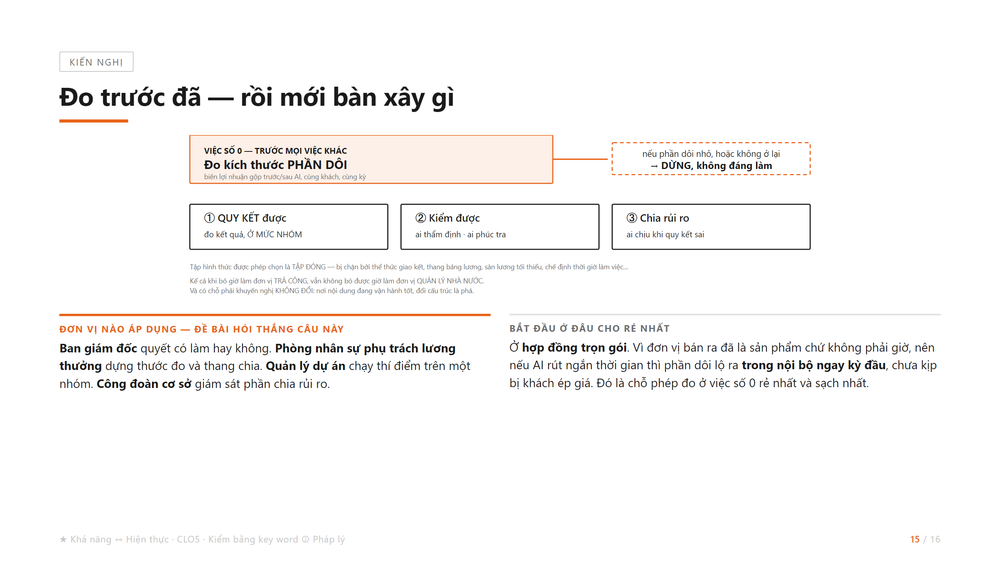 KIẾN NGHỊ
Đo trước đã — rồi mới bàn xây gì
VIỆC SỐ 0 — TRƯỚC MỌI VIỆC KHÁC
Đo kích thước PHẦN DÔI
biên lợi nhuận gộp trước/sau AI, cùng khách, cùng kỳ
nếu phần dôi nhỏ, hoặc không ở lại
→ DỪNG, không đáng làm
① QUY KẾT được
đo kết quả, Ở MỨC NHÓM
② Kiểm được
ai thẩm định · ai phúc tra
③ Chia rủi ro
ai chịu khi quy kết sai
Tập hình thức được phép chọn là TẬP ĐÓNG — bị chặn bởi thể thức giao kết, thang bảng lương, sàn lương tối thiểu, chế định thời giờ làm việc…
Kể cả khi bỏ giờ làm đơn vị TRẢ CÔNG, vẫn không bỏ được giờ làm đơn vị QUẢN LÝ NHÀ NƯỚC.
Và có chỗ phải khuyến nghị KHÔNG ĐỔI: nơi nội dung đang vận hành tốt, đổi cấu trúc là phá.
ĐƠN VỊ NÀO ÁP DỤNG — ĐỀ BÀI HỎI THẲNG CÂU NÀY
Ban giám đốc quyết có làm hay không. Phòng nhân sự phụ trách lương
thưởng dựng thước đo và thang chia. Quản lý dự án chạy thí điểm trên một
nhóm. Công đoàn cơ sở giám sát phần chia rủi ro.
BẮT ĐẦU Ở ĐÂU CHO RẺ NHẤT
Ở hợp đồng trọn gói. Vì đơn vị bán ra đã là sản phẩm chứ không phải giờ, nên
nếu AI rút ngắn thời gian thì phần dôi lộ ra trong nội bộ ngay kỳ đầu, chưa kịp
bị khách ép giá. Đó là chỗ phép đo ở việc số 0 rẻ nhất và sạch nhất.
★ Khả năng ↔ Hiện thực · CLO5 · Kiểm bằng key word ② Pháp lý
15 / 16